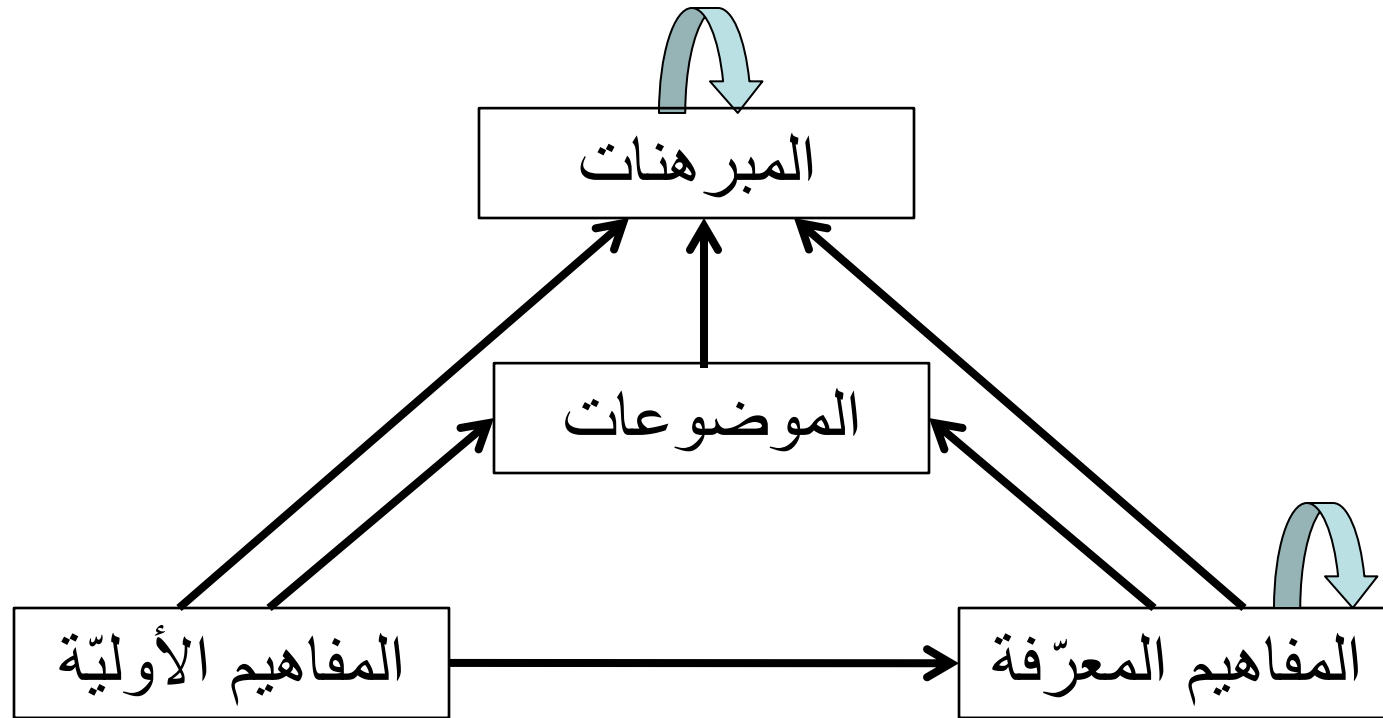 المبرهنات
الموضوعات
المفاهيم المعرّفة
المفاهيم الأوليّة